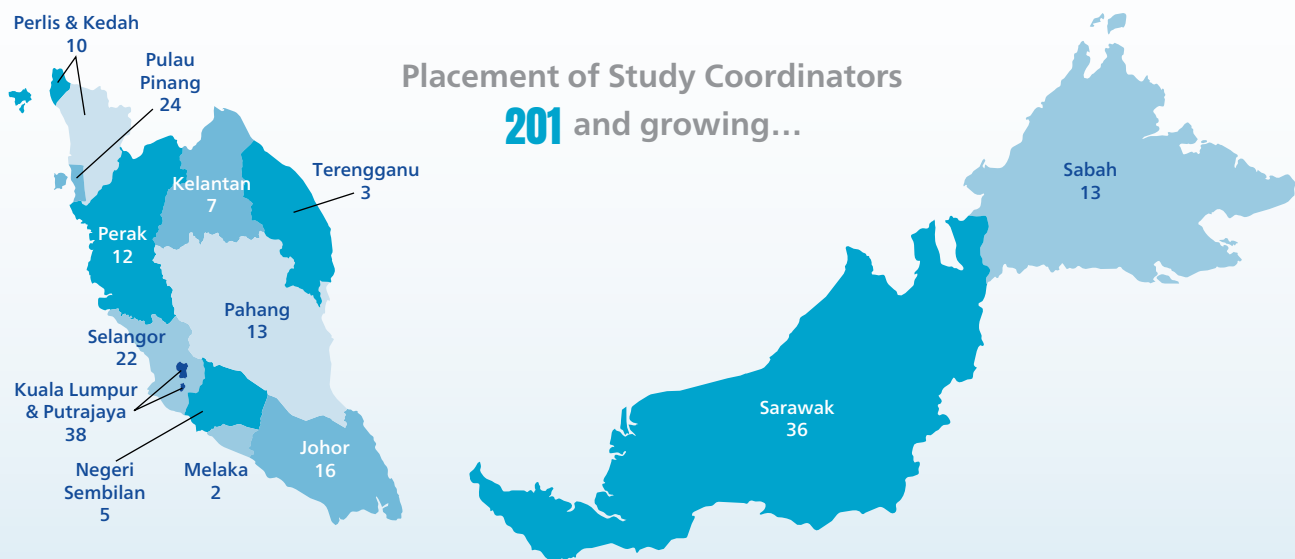 Placement of Study Coordinators
201 and growing...
Perlis & Kedah
10
Pulau
Pinang
24
Kelantan
7
Terengganu
3
Perak
12
Pahang
13
Selangor
22
Kuala Lumpur
& Putrajaya
38
Negeri
Sembilan
5
Melaka
2
Johor
16
Sabah
13
Sarawak
36